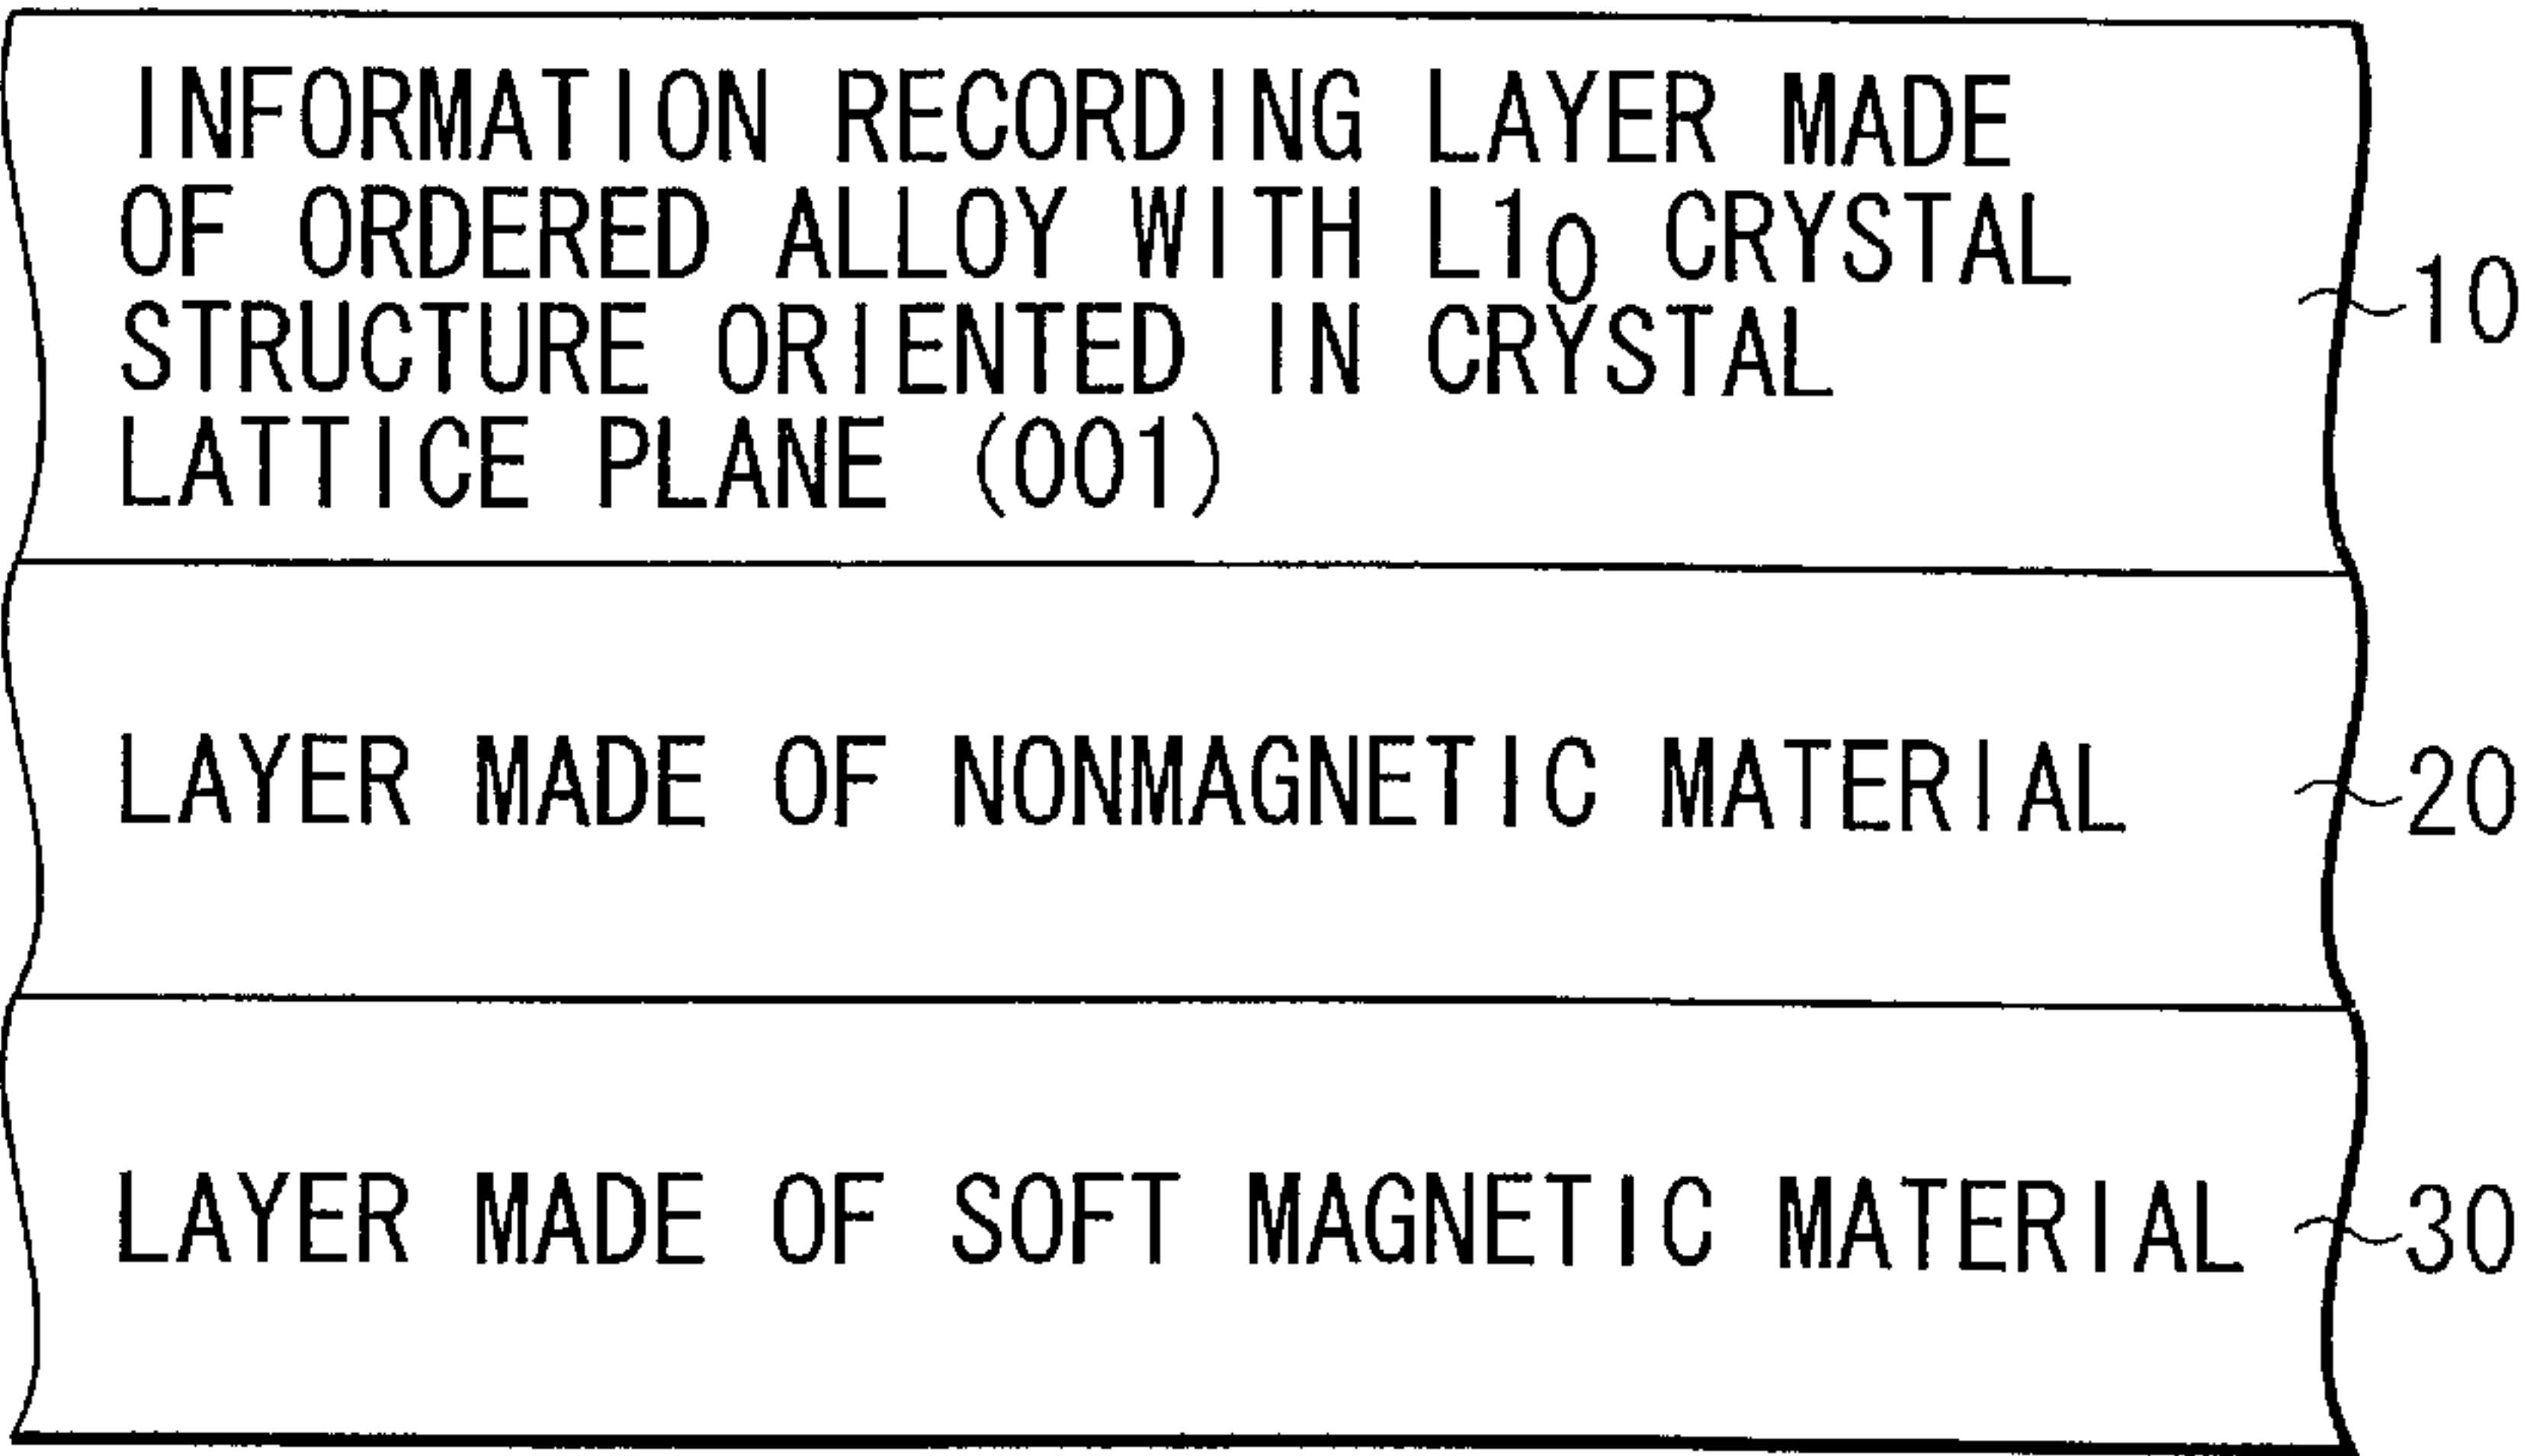 INFORMATION RECORDING LAYER MADE
OF ORDERED ALLOY WITH L1₀ CRYSTAL
STRUCTURE ORIENTED IN CRYSTAL
LATTICE PLANE (001)
10
LAYER MADE OF NONMAGNETIC MATERIAL
20
LAYER MADE OF SOFT MAGNETIC MATERIAL
30